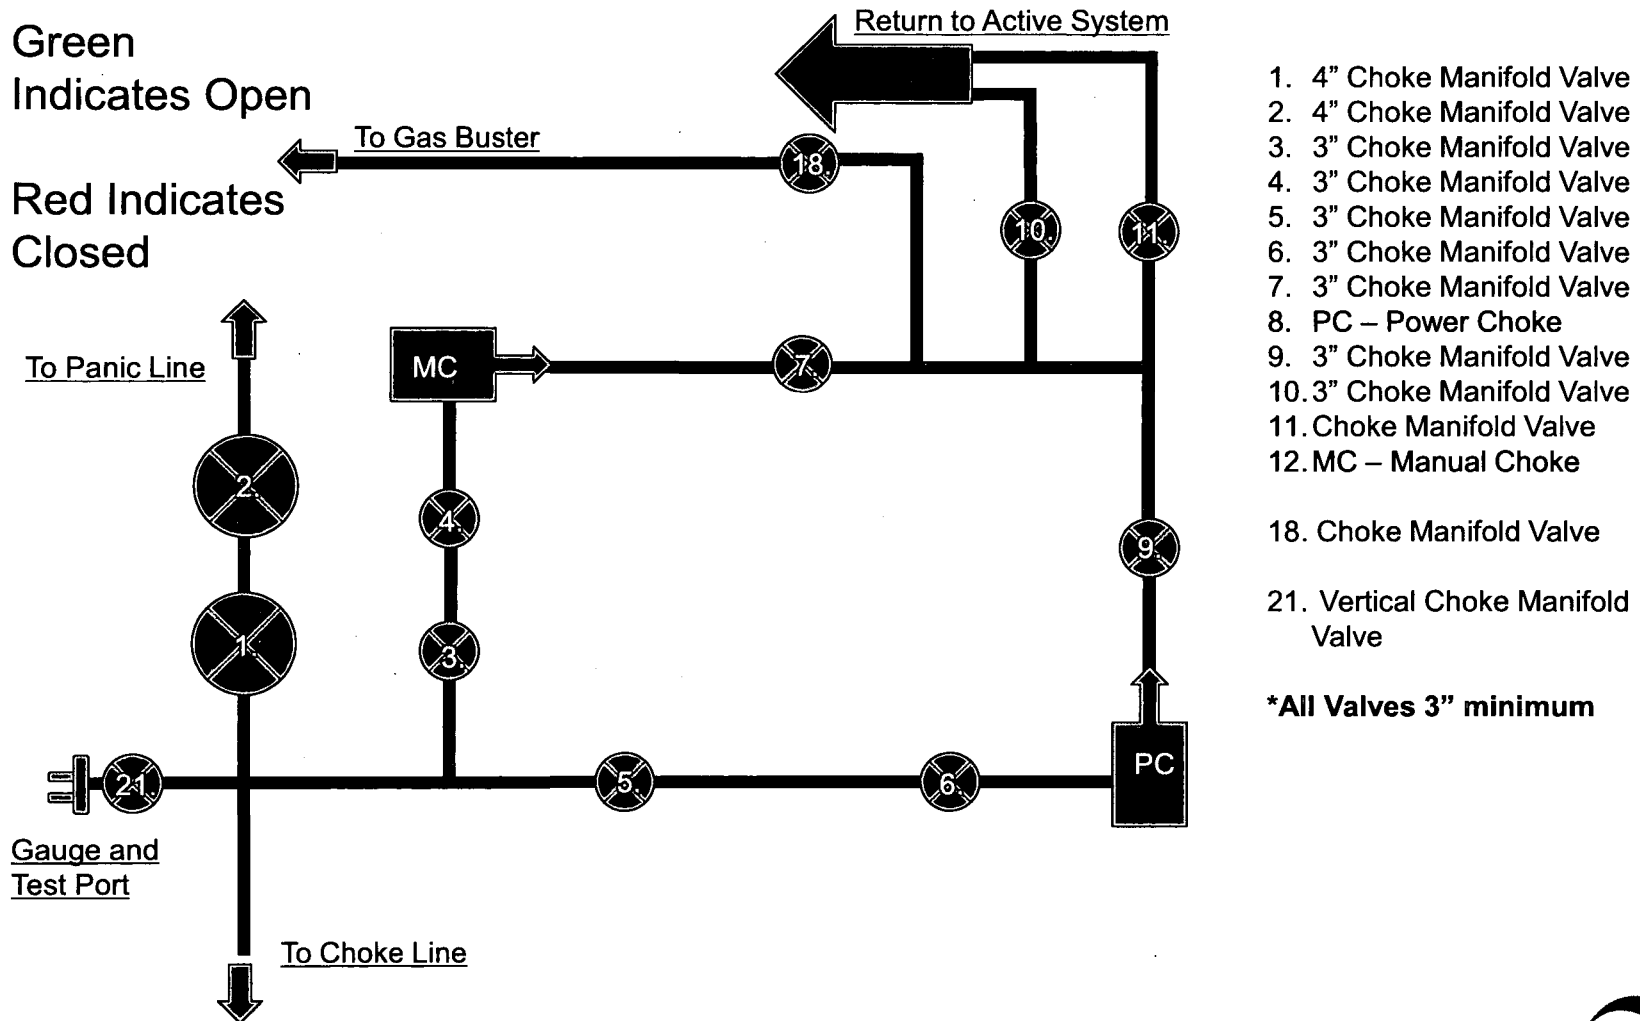 Green
Indicates Open
Red Indicates
Closed
Return to Active System
To Gas Buster
18.
10.
11.
To Panic Line
MC
7.
2.
4.
9.
1.
3.
PC
21.
5.
6.
Gauge and
Test Port
To Choke Line
1. 4” Choke Manifold Valve
2. 4” Choke Manifold Valve
3. 3” Choke Manifold Valve
4. 3” Choke Manifold Valve
5. 3” Choke Manifold Valve
6. 3” Choke Manifold Valve
7. 3” Choke Manifold Valve
8. PC – Power Choke
9. 3” Choke Manifold Valve
10. 3” Choke Manifold Valve
11. Choke Manifold Valve
12. MC – Manual Choke
18. Choke Manifold Valve
21. Vertical Choke Manifold
Valve
*All Valves 3” minimum